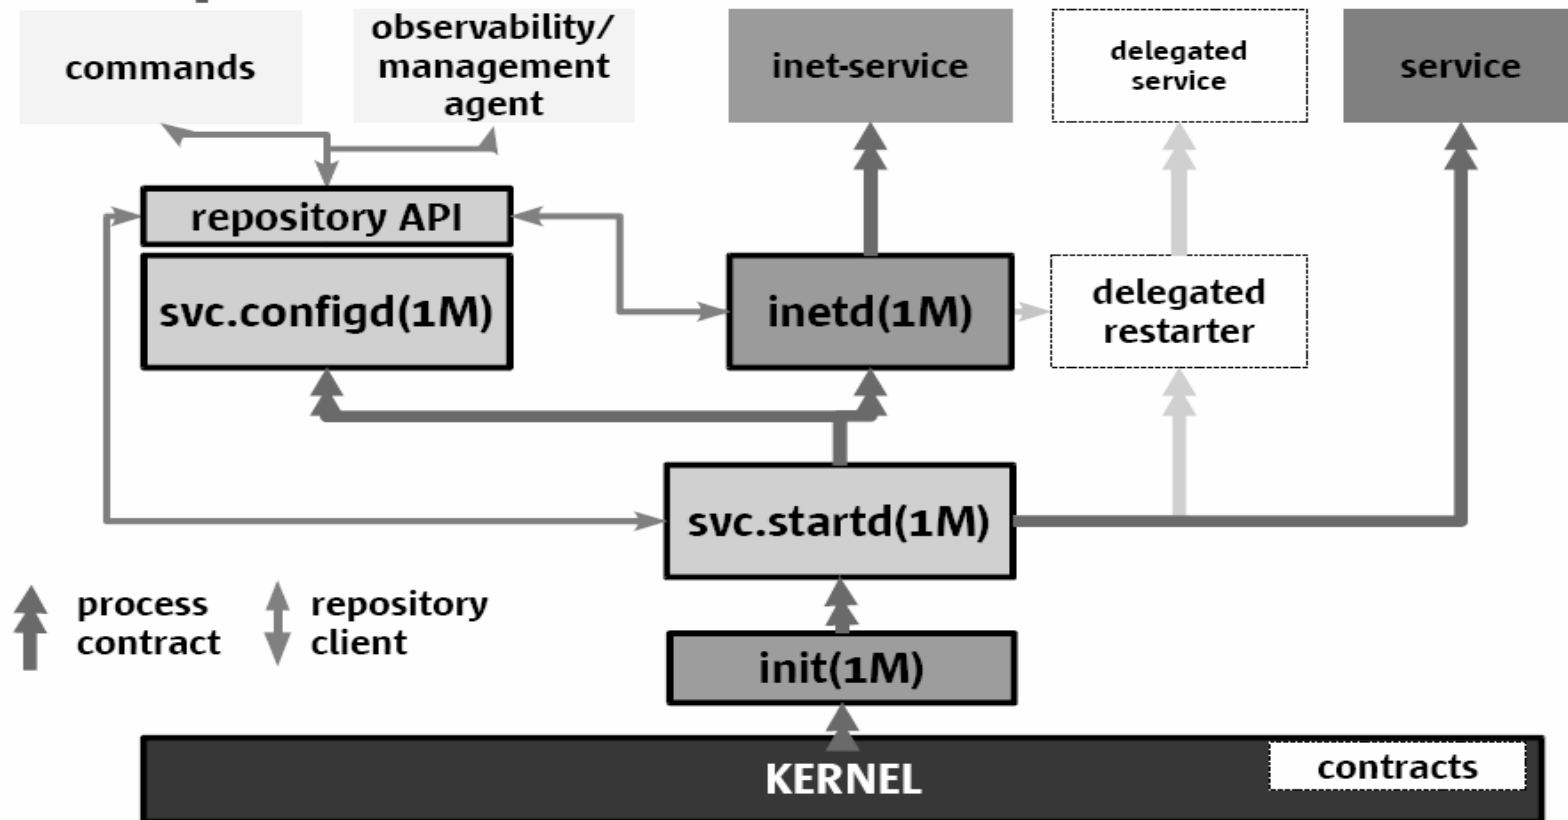 commands
observability/
management
agent
inet-service
delegated
service
service
repository API
svc.configd(1M)
inetd(1M)
delegated
restarter
svc.startd(1M)
process
contract
repository
client
init(1M)
KERNEL
contracts